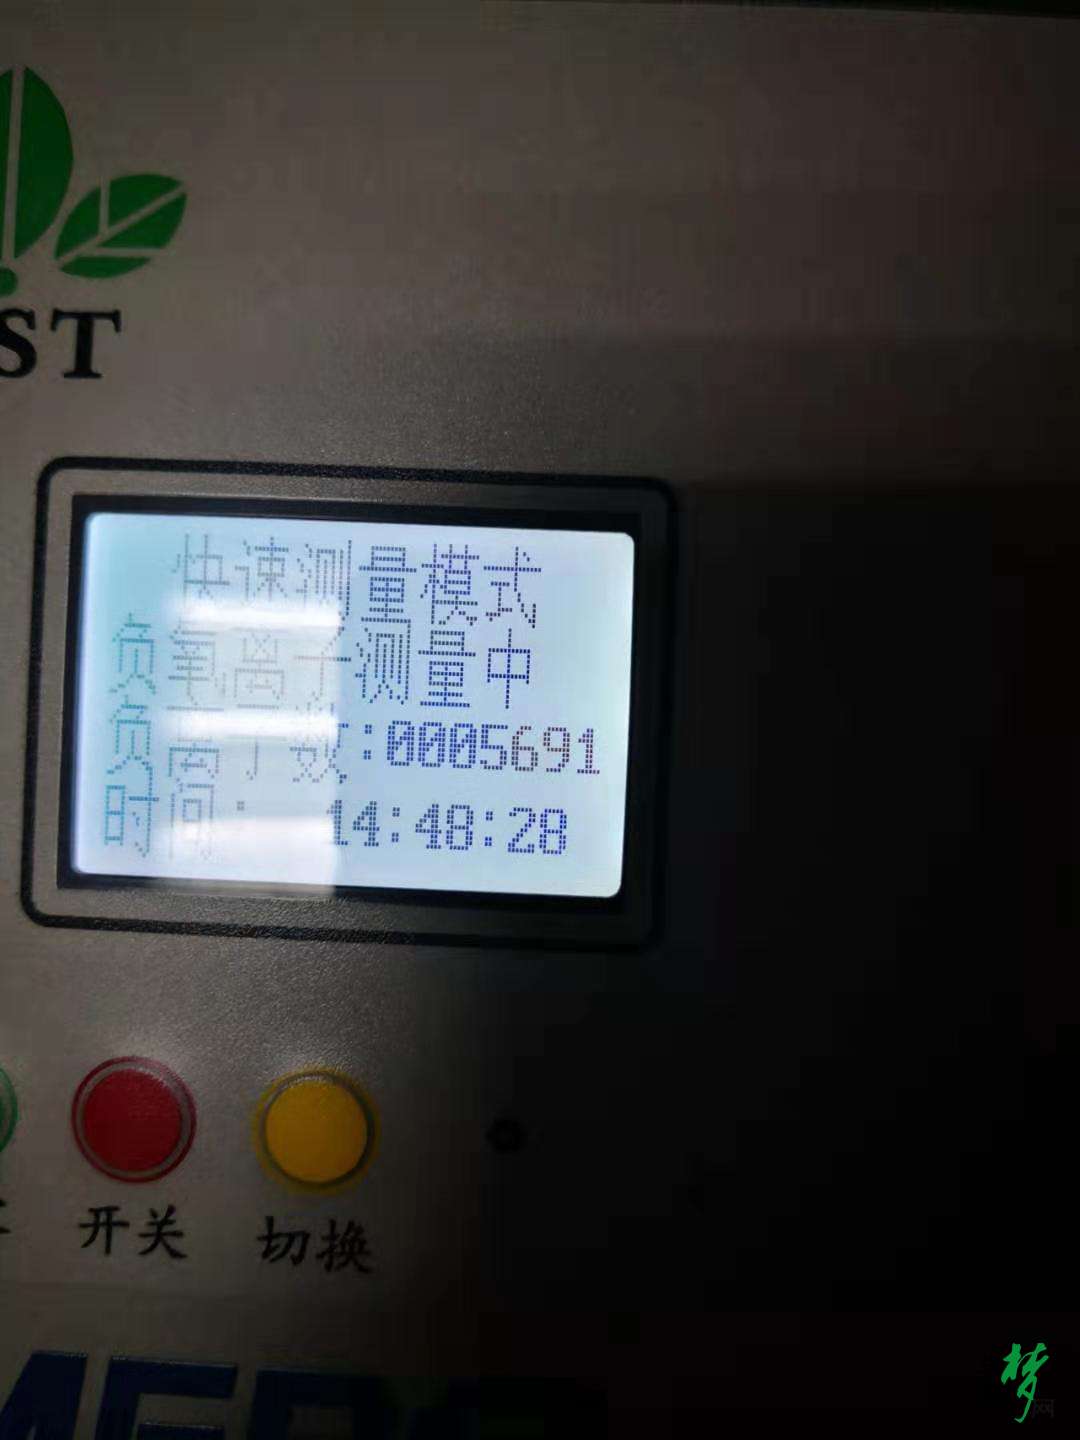 ST
快速测量模式
负氧离子测量中
负离子数:0005691
时间: 14:48:28
开关
切换
梦